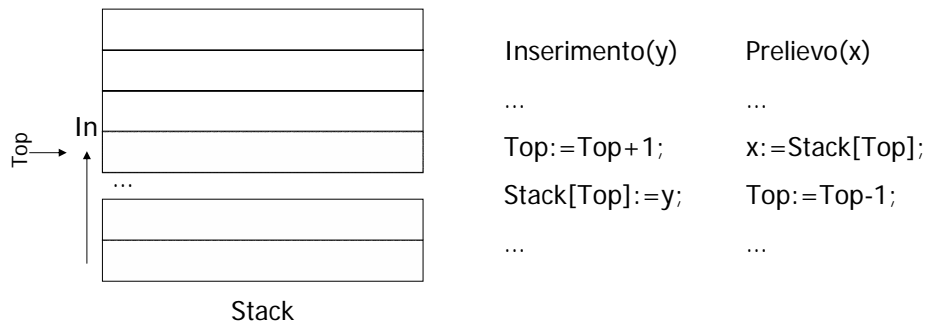 Inserimento(y) Prelievo(x)
... ...
In
Top
Top:=Top+1; x:=Stack[Top];
...
Stack[Top]:=y; Top:=Top-1;
... ...
Stack